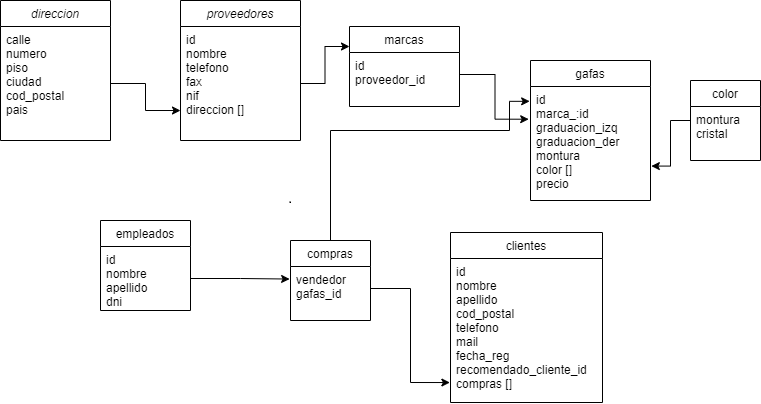 direccion
calle
numero
piso
ciudad
cod_postal
pais
proveedores
id
nombre
telefono
fax
nif
direccion []
marcas
id
proveedor_id
gafas
id
marca_:id
graduacion_izq
graduacion_der
montura
color []
precio
color
montura
cristal
.
empleados
id
nombre
apellido
dni
compras
vendedor
gafas_id
clientes
id
nombre
apellido
cod_postal
telefono
mail
fecha_reg
recomendado_cliente_id
compras []